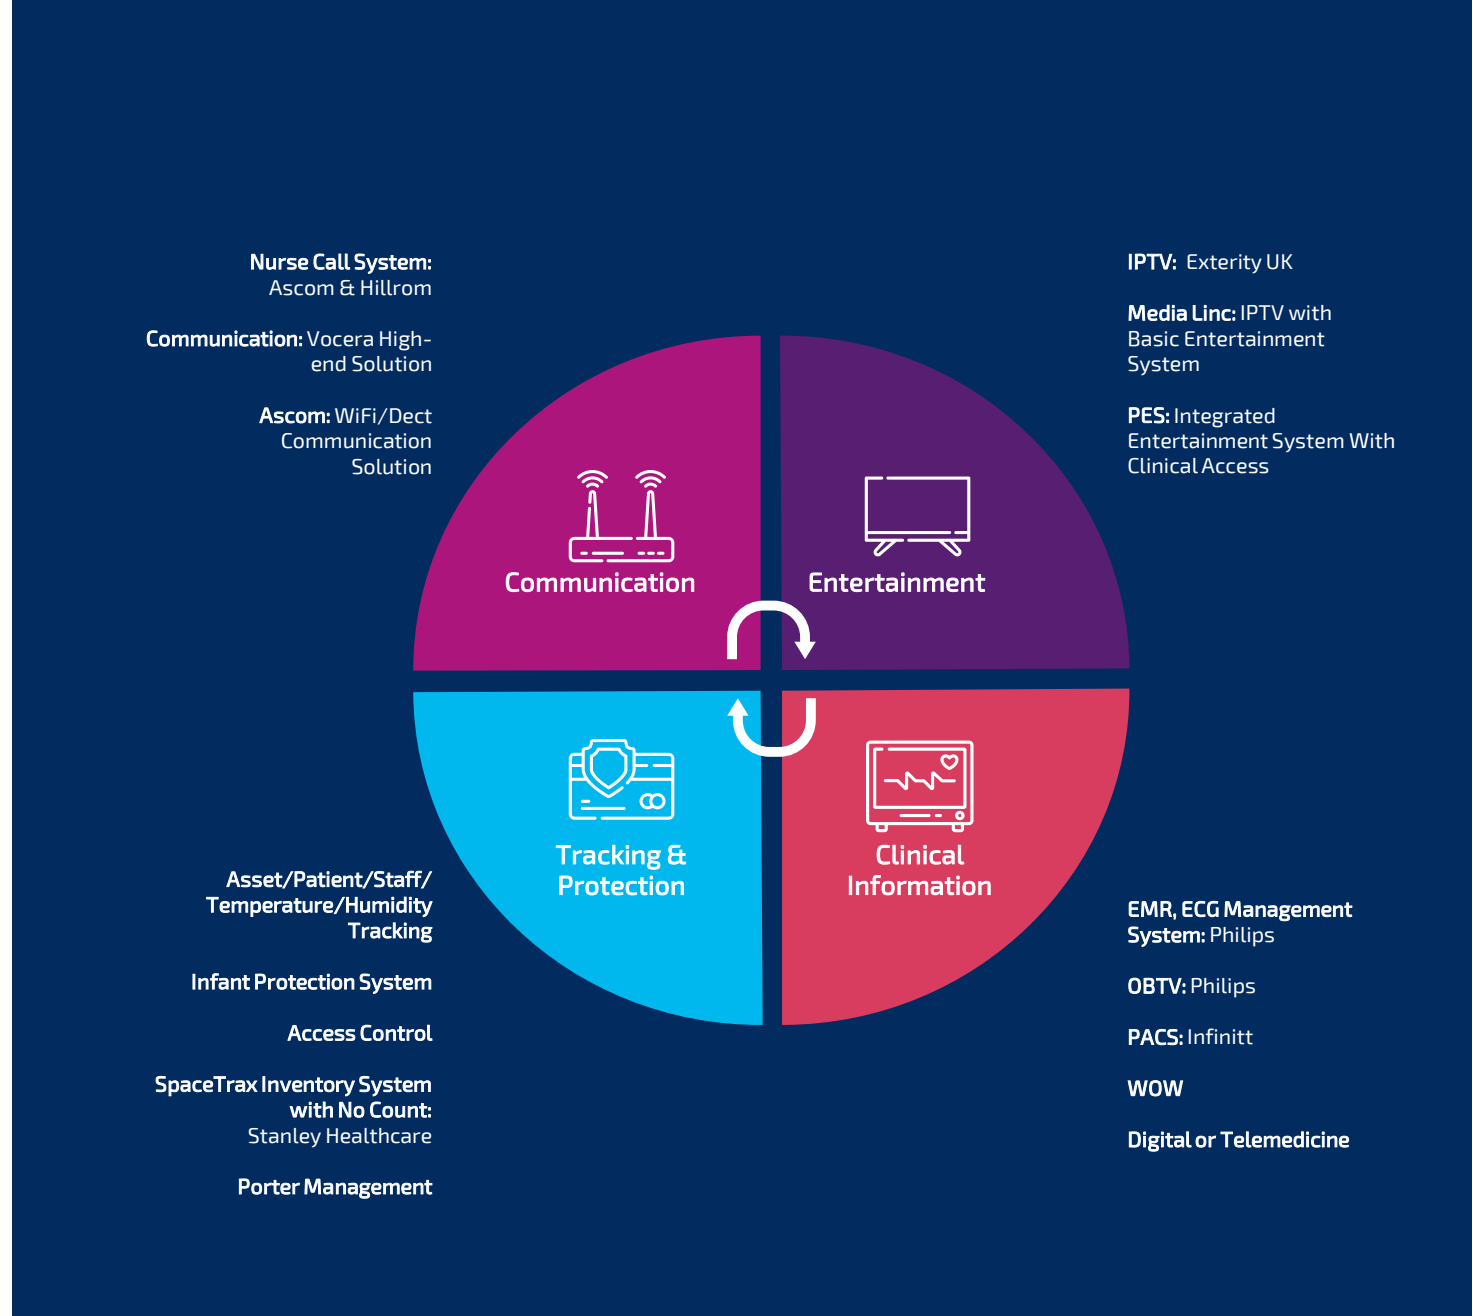 Nurse Call System:
Ascom & Hillrom
Communication: Vocera High-
end Solution
Ascom: WiFi/Dect
Communication
Solution
IPTV: Exterity UK
Media Linc: IPTV with
Basic Entertainment
System
PES: Integrated
Entertainment System With
Clinical Access
Communication
Entertainment
Tracking &
Protection
Clinical
Information
Asset/Patient/Staff/
Temperature/Humidity
Tracking
Infant Protection System
Access Control
SpaceTrax Inventory System
with No Count:
Stanley Healthcare
Porter Management
EMR, ECG Management
System: Philips
OBTV: Philips
PACS: Infinitt
WOW
Digital or Telemedicine